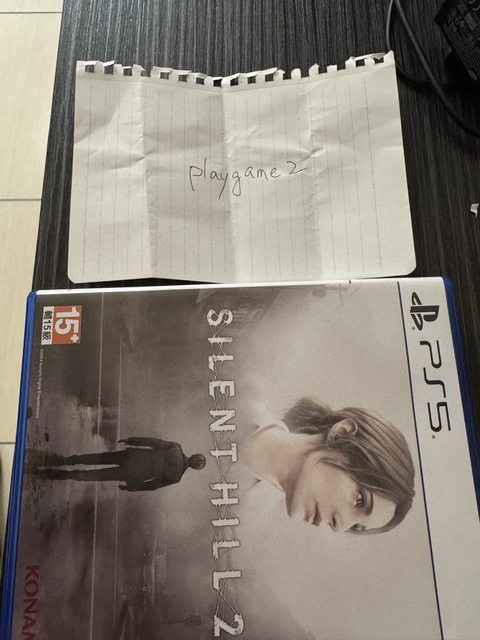 playgame2
PS5
SILENT HILL 2
15+
輔15級
KONAM